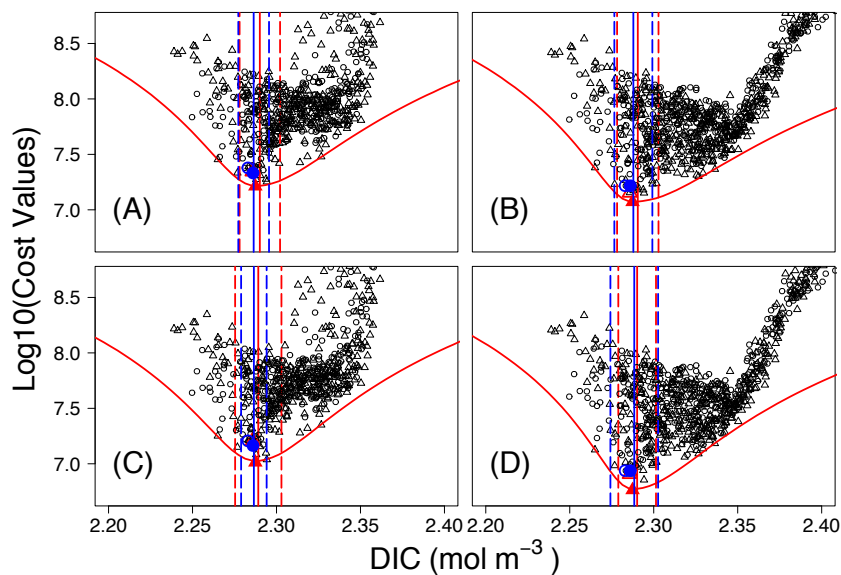 8.5
8.0
7.5
7.0
(A)
(B)
Log10(Cost Values)
8.5
8.0
7.5
7.0
(C)
(D)
2.20 2.25 2.30 2.35 2.40 2.20 2.25 2.30 2.35 2.40
DIC (mol m⁻³)